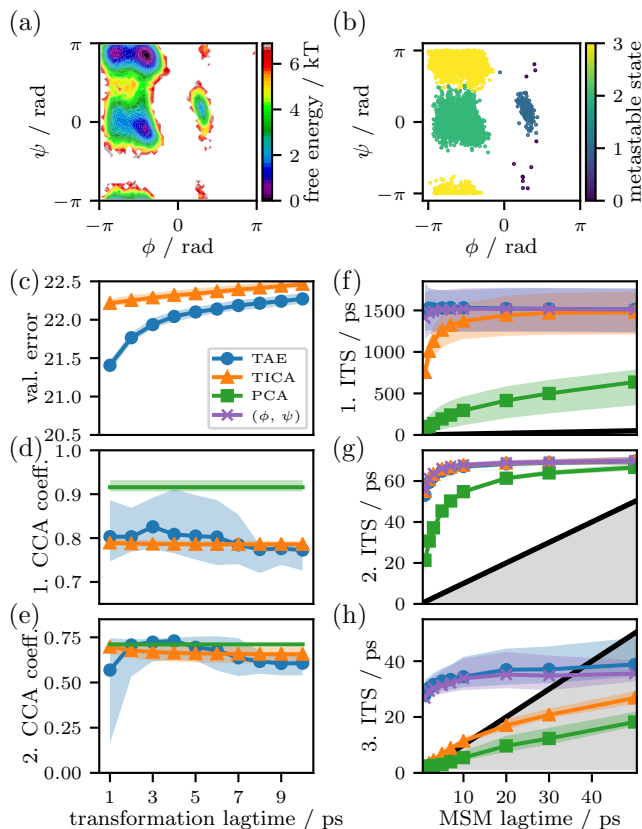 (a)
π
0
−π
ψ / rad
−π
0
π
ϕ / rad
6
4
2
0
free energy / kT
(b)
π
0
−π
ψ / rad
−π
0
π
ϕ / rad
3
2
1
0
metastable state
(c)
22.5
22.0
21.5
21.0
20.5
val. error
TAE
TICA
PCA
(ϕ, ψ)
(d)
1.0
0.9
0.8
0.7
1. CCA coeff.
(e)
0.75
0.50
0.25
0.00
2. CCA coeff.
1
3
5
7
9
transformation lagtime / ps
(f)
1500
1000
500
0
1. ITS / ps
(g)
60
40
20
0
2. ITS / ps
(h)
40
20
0
3. ITS / ps
10
20
30
40
MSM lagtime / ps